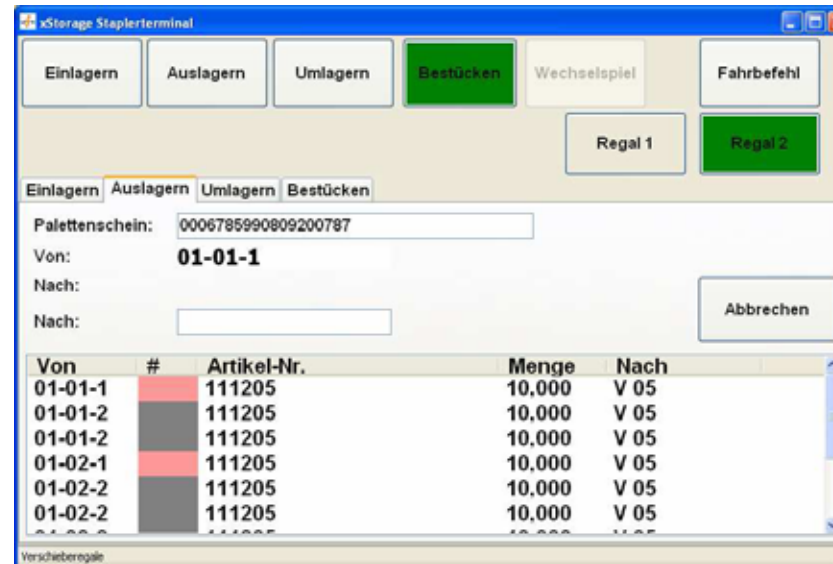 xStorage Staplerterminal
Einlagern Auslagern Umlagern Bestücken Wechselspiel Fahrbefehl
Regal 1 Regal 2
Einlagern Auslagern Umlagern Bestücken
Palettenschein: 0006785990809200787
Von: 01-01-1
Nach:
Nach:
Abbrechen
Von # Artikel-Nr. Menge Nach
01-01-1 111205 10,000 V 05
01-01-2 111205 10,000 V 05
01-01-2 111205 10,000 V 05
01-02-1 111205 10,000 V 05
01-02-2 111205 10,000 V 05
01-02-2 111205 10,000 V 05
Verschieberegale